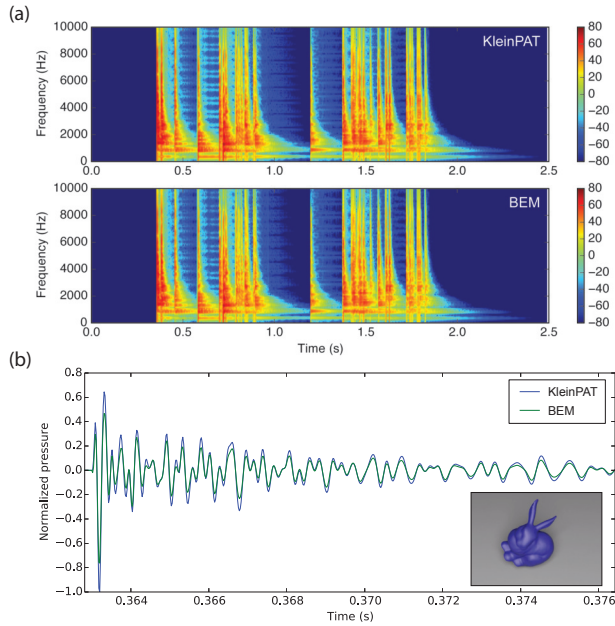 (a)
10000
8000
6000
4000
2000
0
Frequency (Hz)
KleinPAT
0.0 0.5 1.0 1.5 2.0 2.5
80
60
40
20
0
−20
−40
−60
−80
10000
8000
6000
4000
2000
0
Frequency (Hz)
BEM
0.0 0.5 1.0 1.5 2.0 2.5
Time (s)
80
60
40
20
0
−20
−40
−60
−80
(b)
0.8
0.6
0.4
0.2
0.0
−0.2
−0.4
−0.6
−0.8
−1.0
Normalized pressure
KleinPAT
BEM
0.364 0.366 0.368 0.370 0.372 0.374 0.376
Time (s)